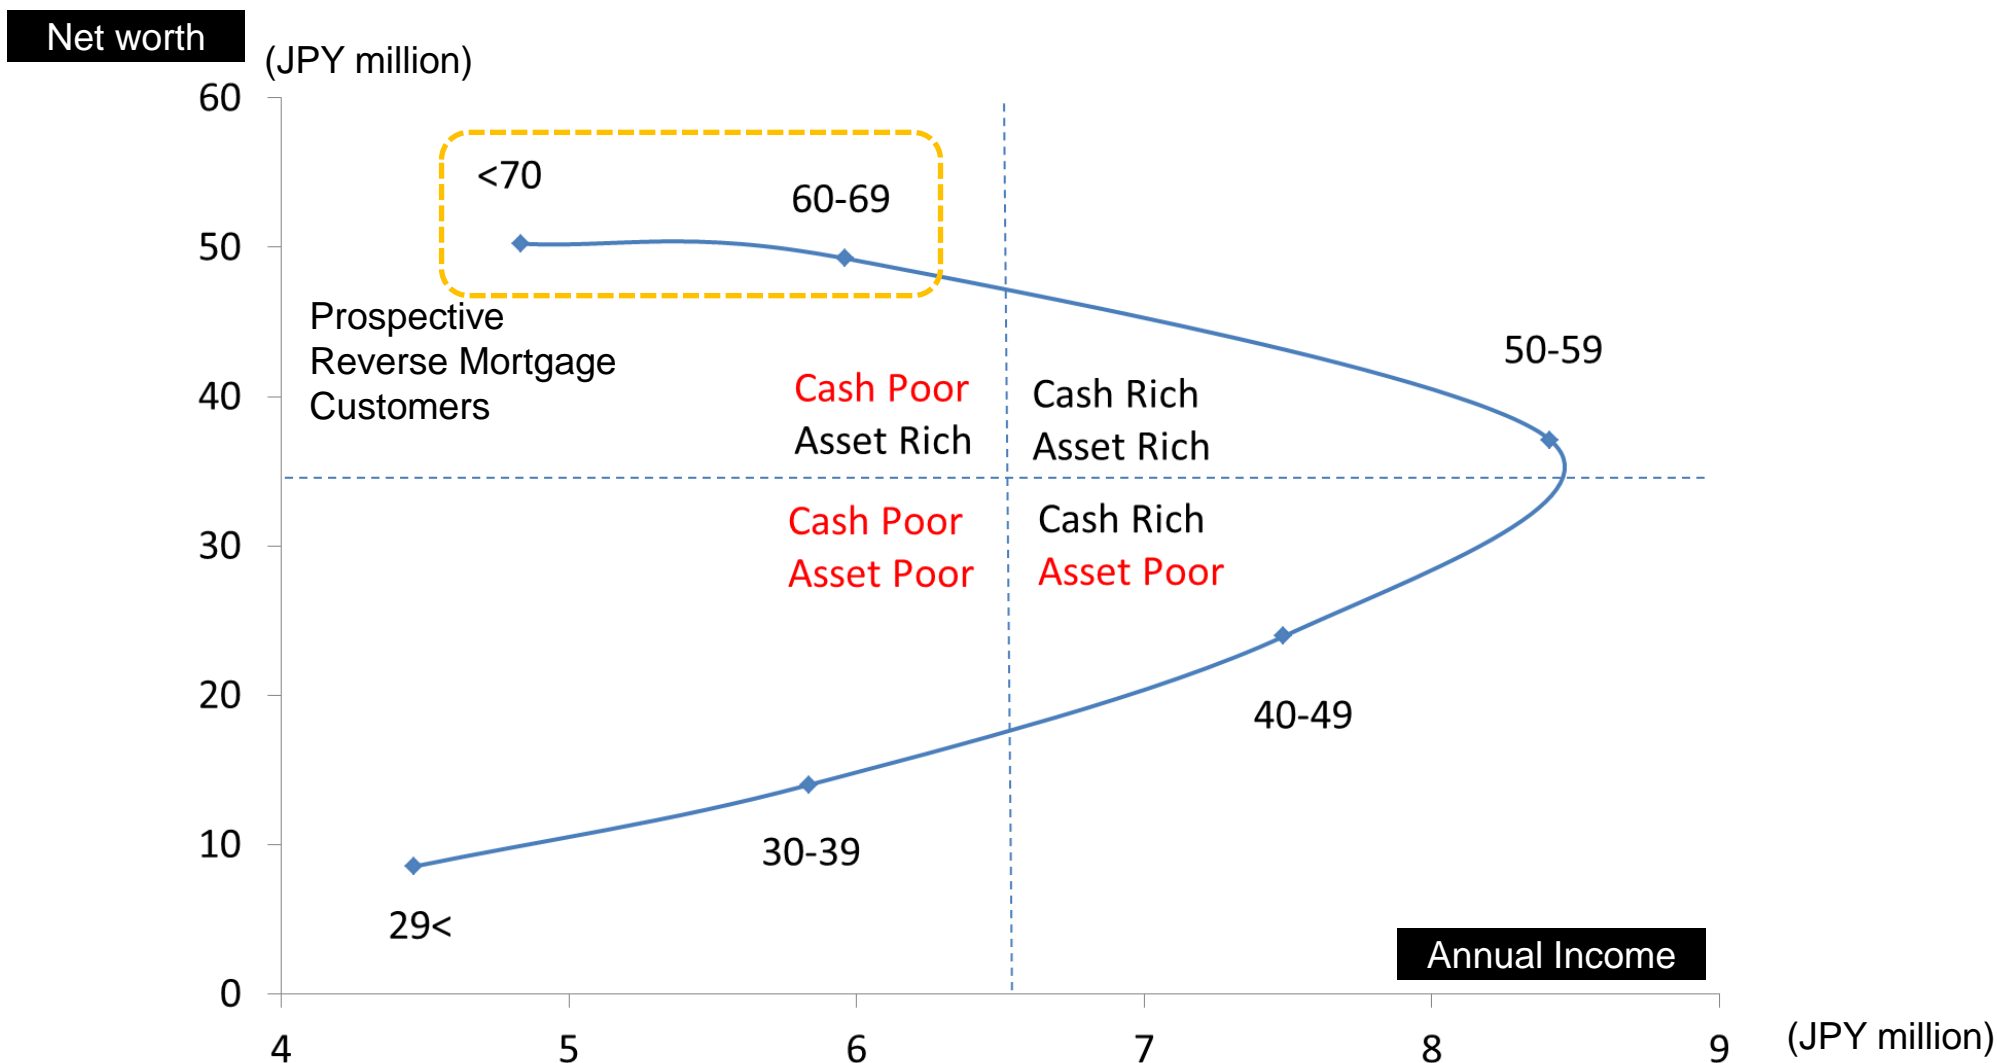 Net worth
(JPY million)
60
50
40
30
20
10
0
<70
60-69
50-59
Prospective
Reverse Mortgage
Customers
Cash Poor
Asset Rich
Cash Rich
Asset Rich
Cash Poor
Asset Poor
Cash Rich
Asset Poor
40-49
30-39
29<
Annual Income
4
5
6
7
8
9
(JPY million)